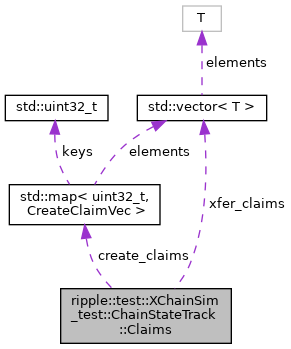 T
elements
std::uint32_t
std::vector< T >
keys
elements
xfer_claims
std::map< uint32_t,
CreateClaimVec >
create_claims
ripple::test::XChainSim
_test::ChainStateTrack
::Claims